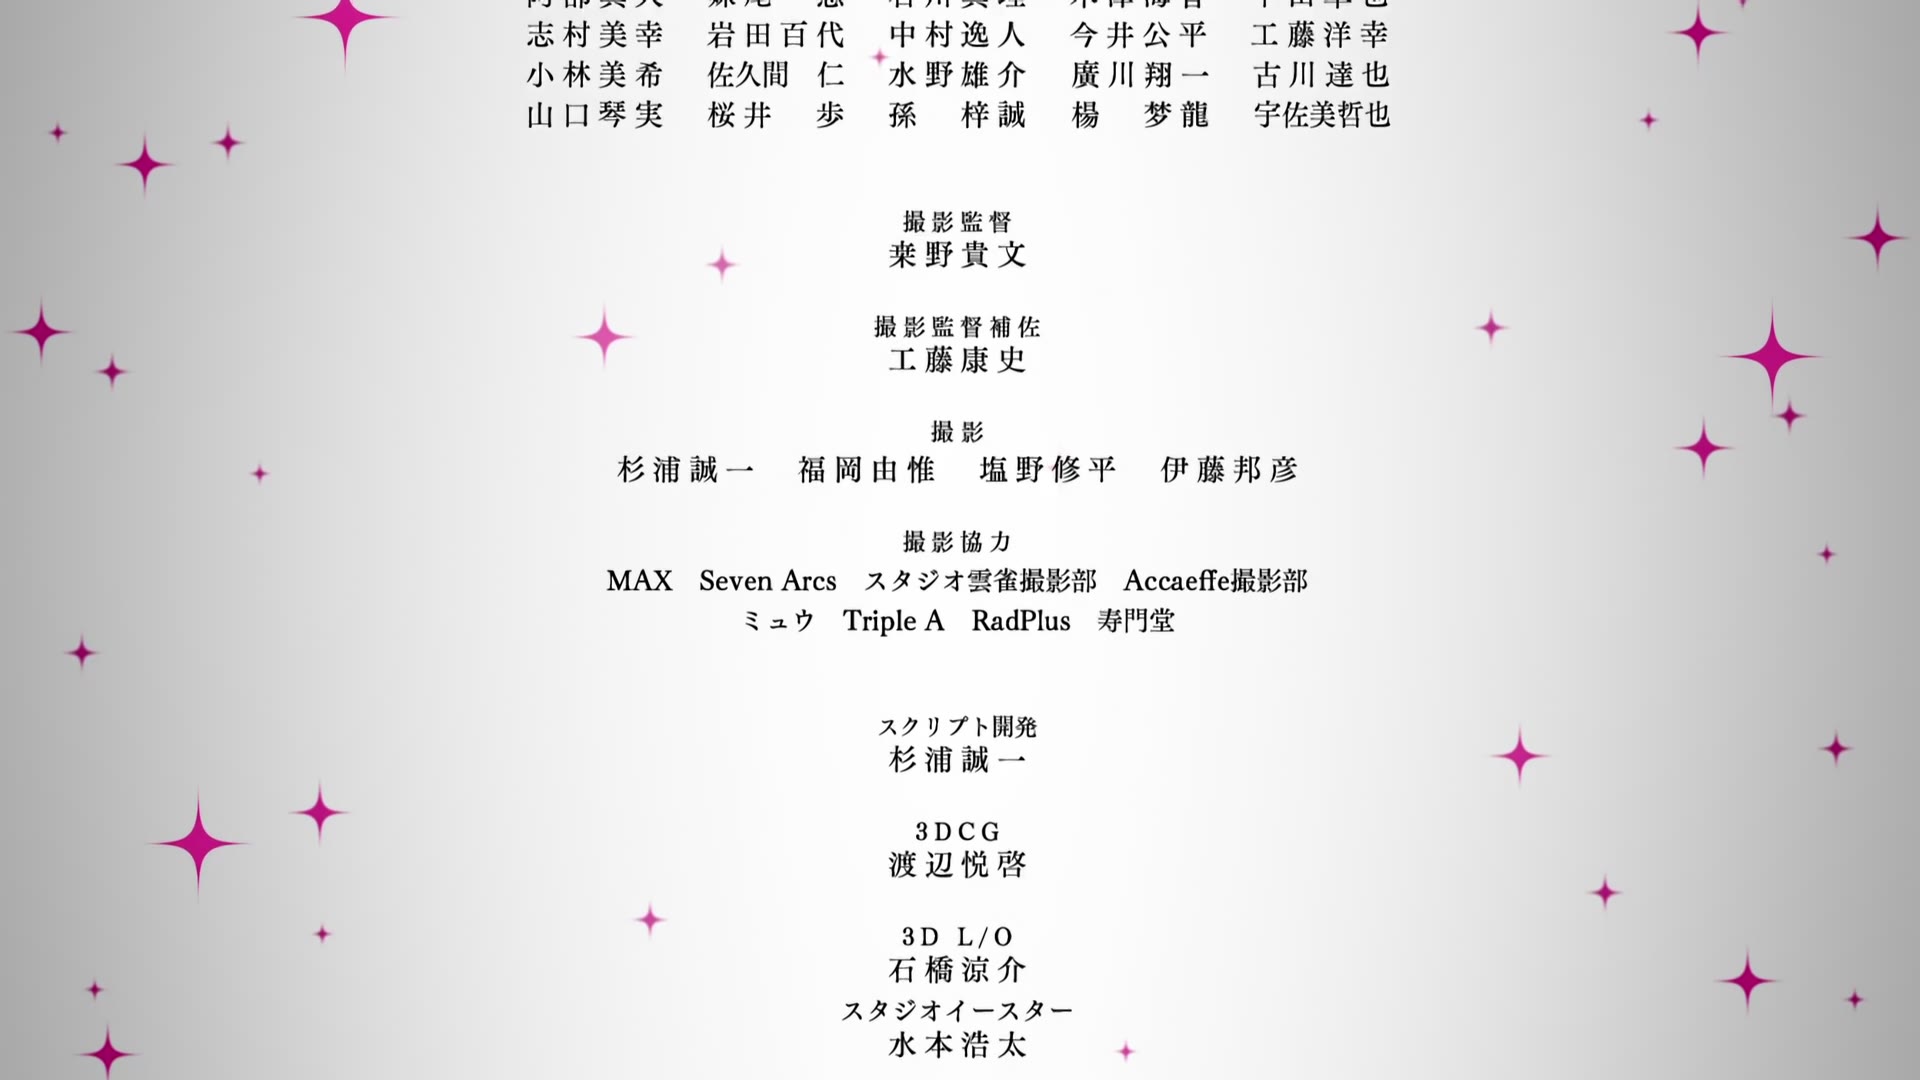 志村美幸 岩田百代 中村逸人 今井公平 工藤洋幸
小林美希 佐久間 仁 水野雄介 廣川翔一 古川達也
山口琴実 桜井 歩 孫 梓誠 楊 梦龍 宇佐美哲也
撮影監督
桒野貴文
撮影監督補佐
工藤康史
撮影
杉浦誠一 福岡由惟 塩野修平 伊藤邦彦
撮影協力
MAX Seven Arcs スタジオ雲雀撮影部 Accaeffe撮影部
ミュウ Triple A RadPlus 寿門堂
スクリプト開発
杉浦誠一
3DCG
渡辺悦啓
3D L/O
石橋涼介
スタジオイースター
水本浩太